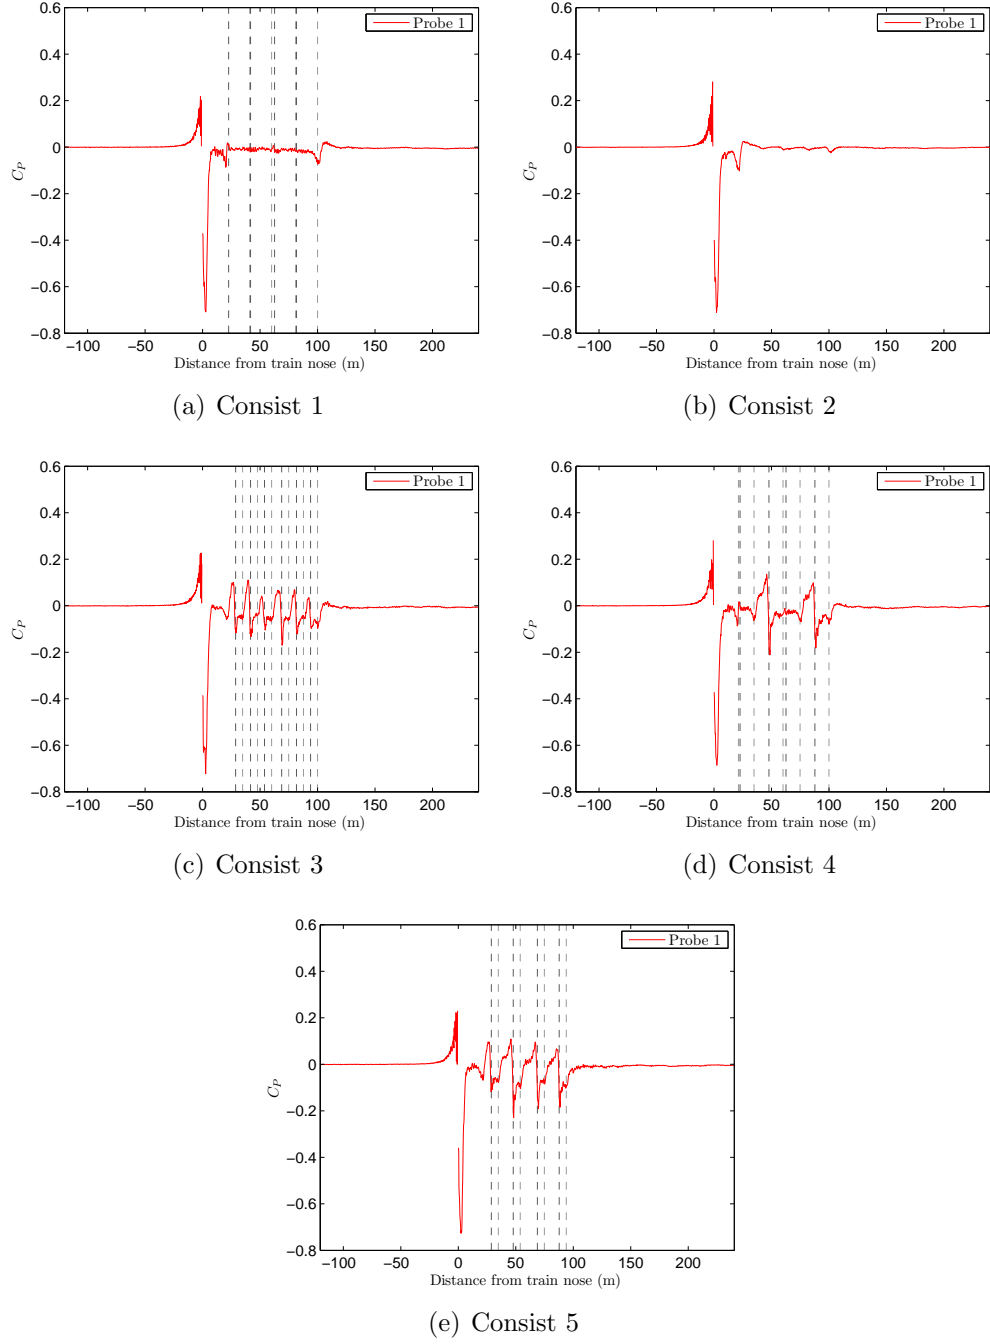 0.6
0.4
0.2
0
−0.2
−0.4
−0.6
−0.8
C_P
Probe 1
−100 −50 0 50 100 150 200
Distance from train nose (m)
(a) Consist 1
0.6
0.4
0.2
0
−0.2
−0.4
−0.6
−0.8
C_P
Probe 1
−100 −50 0 50 100 150 200
Distance from train nose (m)
(b) Consist 2
0.6
0.4
0.2
0
−0.2
−0.4
−0.6
−0.8
C_P
Probe 1
−100 −50 0 50 100 150 200
Distance from train nose (m)
(c) Consist 3
0.6
0.4
0.2
0
−0.2
−0.4
−0.6
−0.8
C_P
Probe 1
−100 −50 0 50 100 150 200
Distance from train nose (m)
(d) Consist 4
0.6
0.4
0.2
0
−0.2
−0.4
−0.6
−0.8
C_P
Probe 1
−100 −50 0 50 100 150 200
Distance from train nose (m)
(e) Consist 5